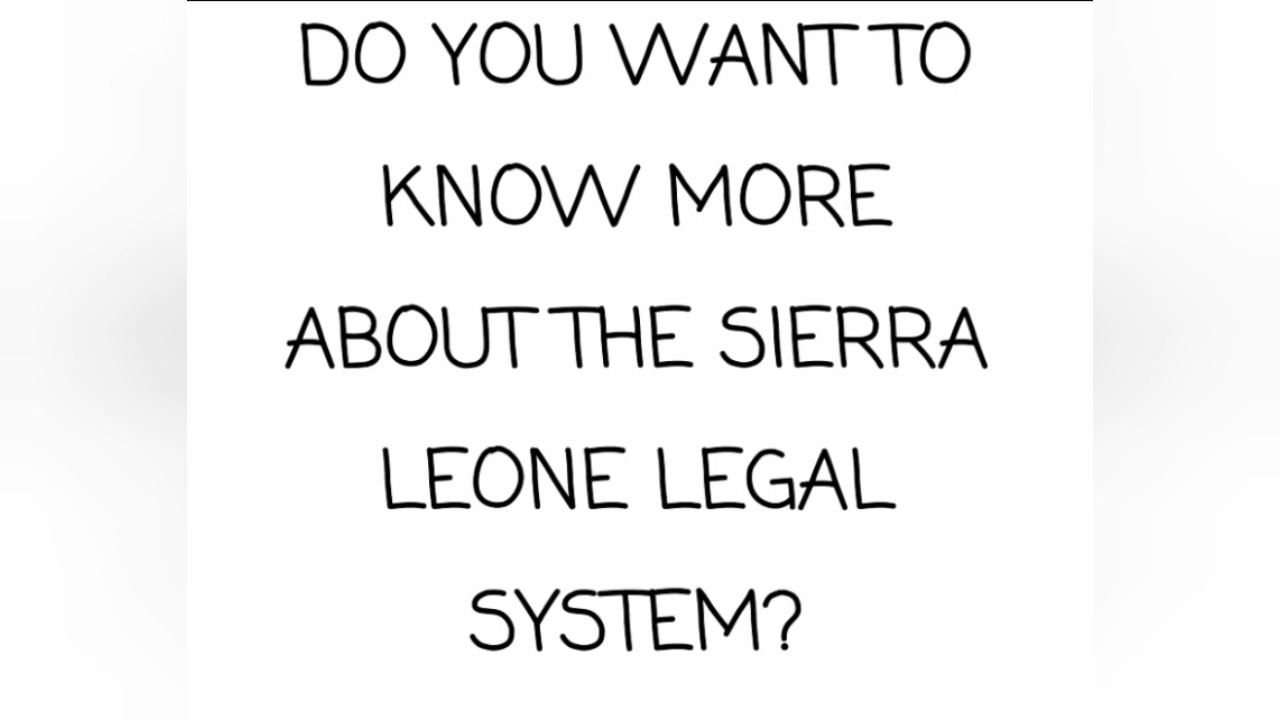 DO YOU WANT TO
KNOW MORE
ABOUT THE SIERRA
LEONE LEGAL
SYSTEM?